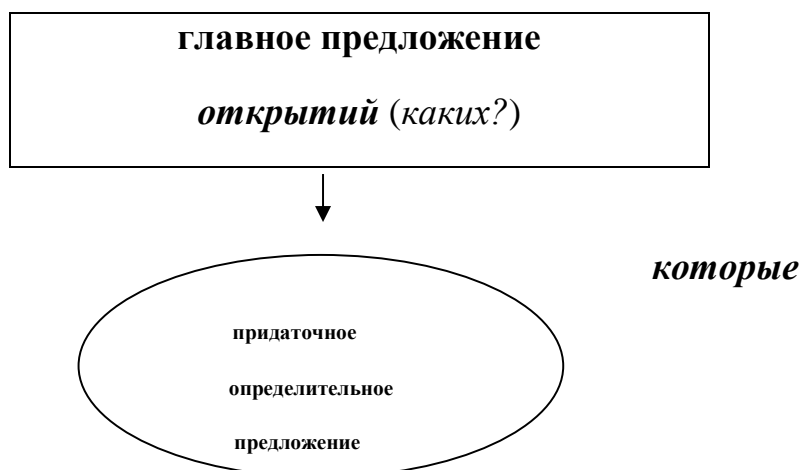 главное предложение
открытий (каких?)
которые
придаточное
определительное
предложение